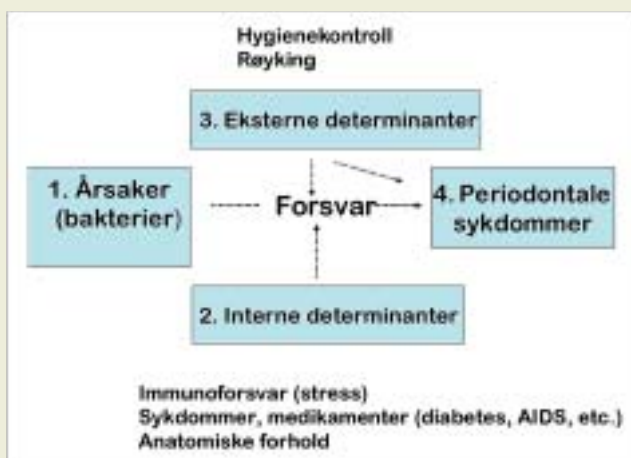 Hygienekontroll
Røyking
3. Eksterne determinanter
1. Årsaker
(bakterier)
Forsvar
4. Periodontale
sykdommer
2. Interne determinanter
Immunoforsvar (stress)
Sykdommer, medikamenter (diabetes, AIDS, etc.)
Anatomiske forhold